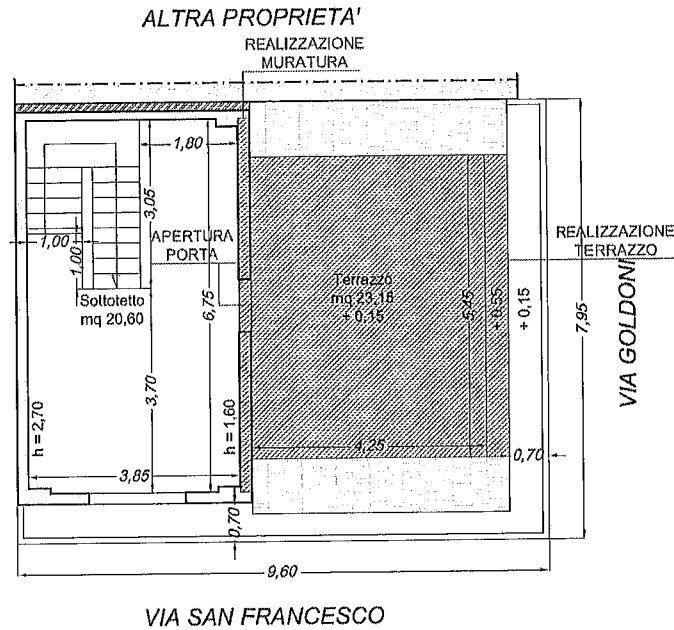 ALTRA PROPRIETA'
REALIZZAZIONE
MURATURA
1,80
3,05
1,00
1,00
APERTURA
PORTA
REALIZZAZIONE
TERRAZZO
Sottotetto
mq 20,60
6,75
Terrazzo
mq 23,15
+ 0,15
5,45
+ 0,55
+ 0,15
7,95
VIA GOLDONI
h = 2,70
3,70
h = 1,60
4,25
0,70
3,85
0,70
9,60
VIA SAN FRANCESCO